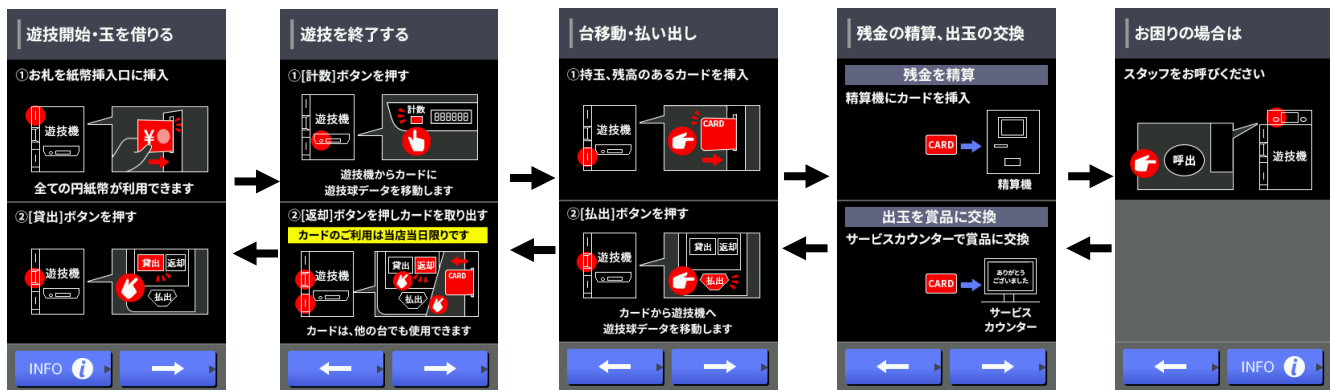 遊技開始・玉を借りる
①お札を紙幣挿入口に挿入
遊技機
¥
全ての円紙幣が利用できます
②[貸出]ボタンを押す
遊技機
貸出 返却
払出
INFO i
遊技を終了する
①[計数]ボタンを押す
遊技機
計数
888888
遊技機からカードに
遊技球データを移動します
②[返却]ボタンを押しカードを取り出す
カードのご利用は当店当日限りです
遊技機
貸出 返却
CARD
払出
カードは、他の台でも使用できます
台移動・払い出し
①持玉、残高のあるカードを挿入
遊技機
CARD
②[払出]ボタンを押す
遊技機
貸出 返却
払出
カードから遊技機へ
遊技球データを移動します
残金の精算、出玉の交換
残金を精算
精算機にカードを挿入
CARD
精算機
出玉を賞品に交換
サービスカウンターで賞品に交換
CARD
ありがとう
ございました
サービス
カウンター
お困りの場合は
スタッフをお呼びください
呼出
遊技機
INFO i